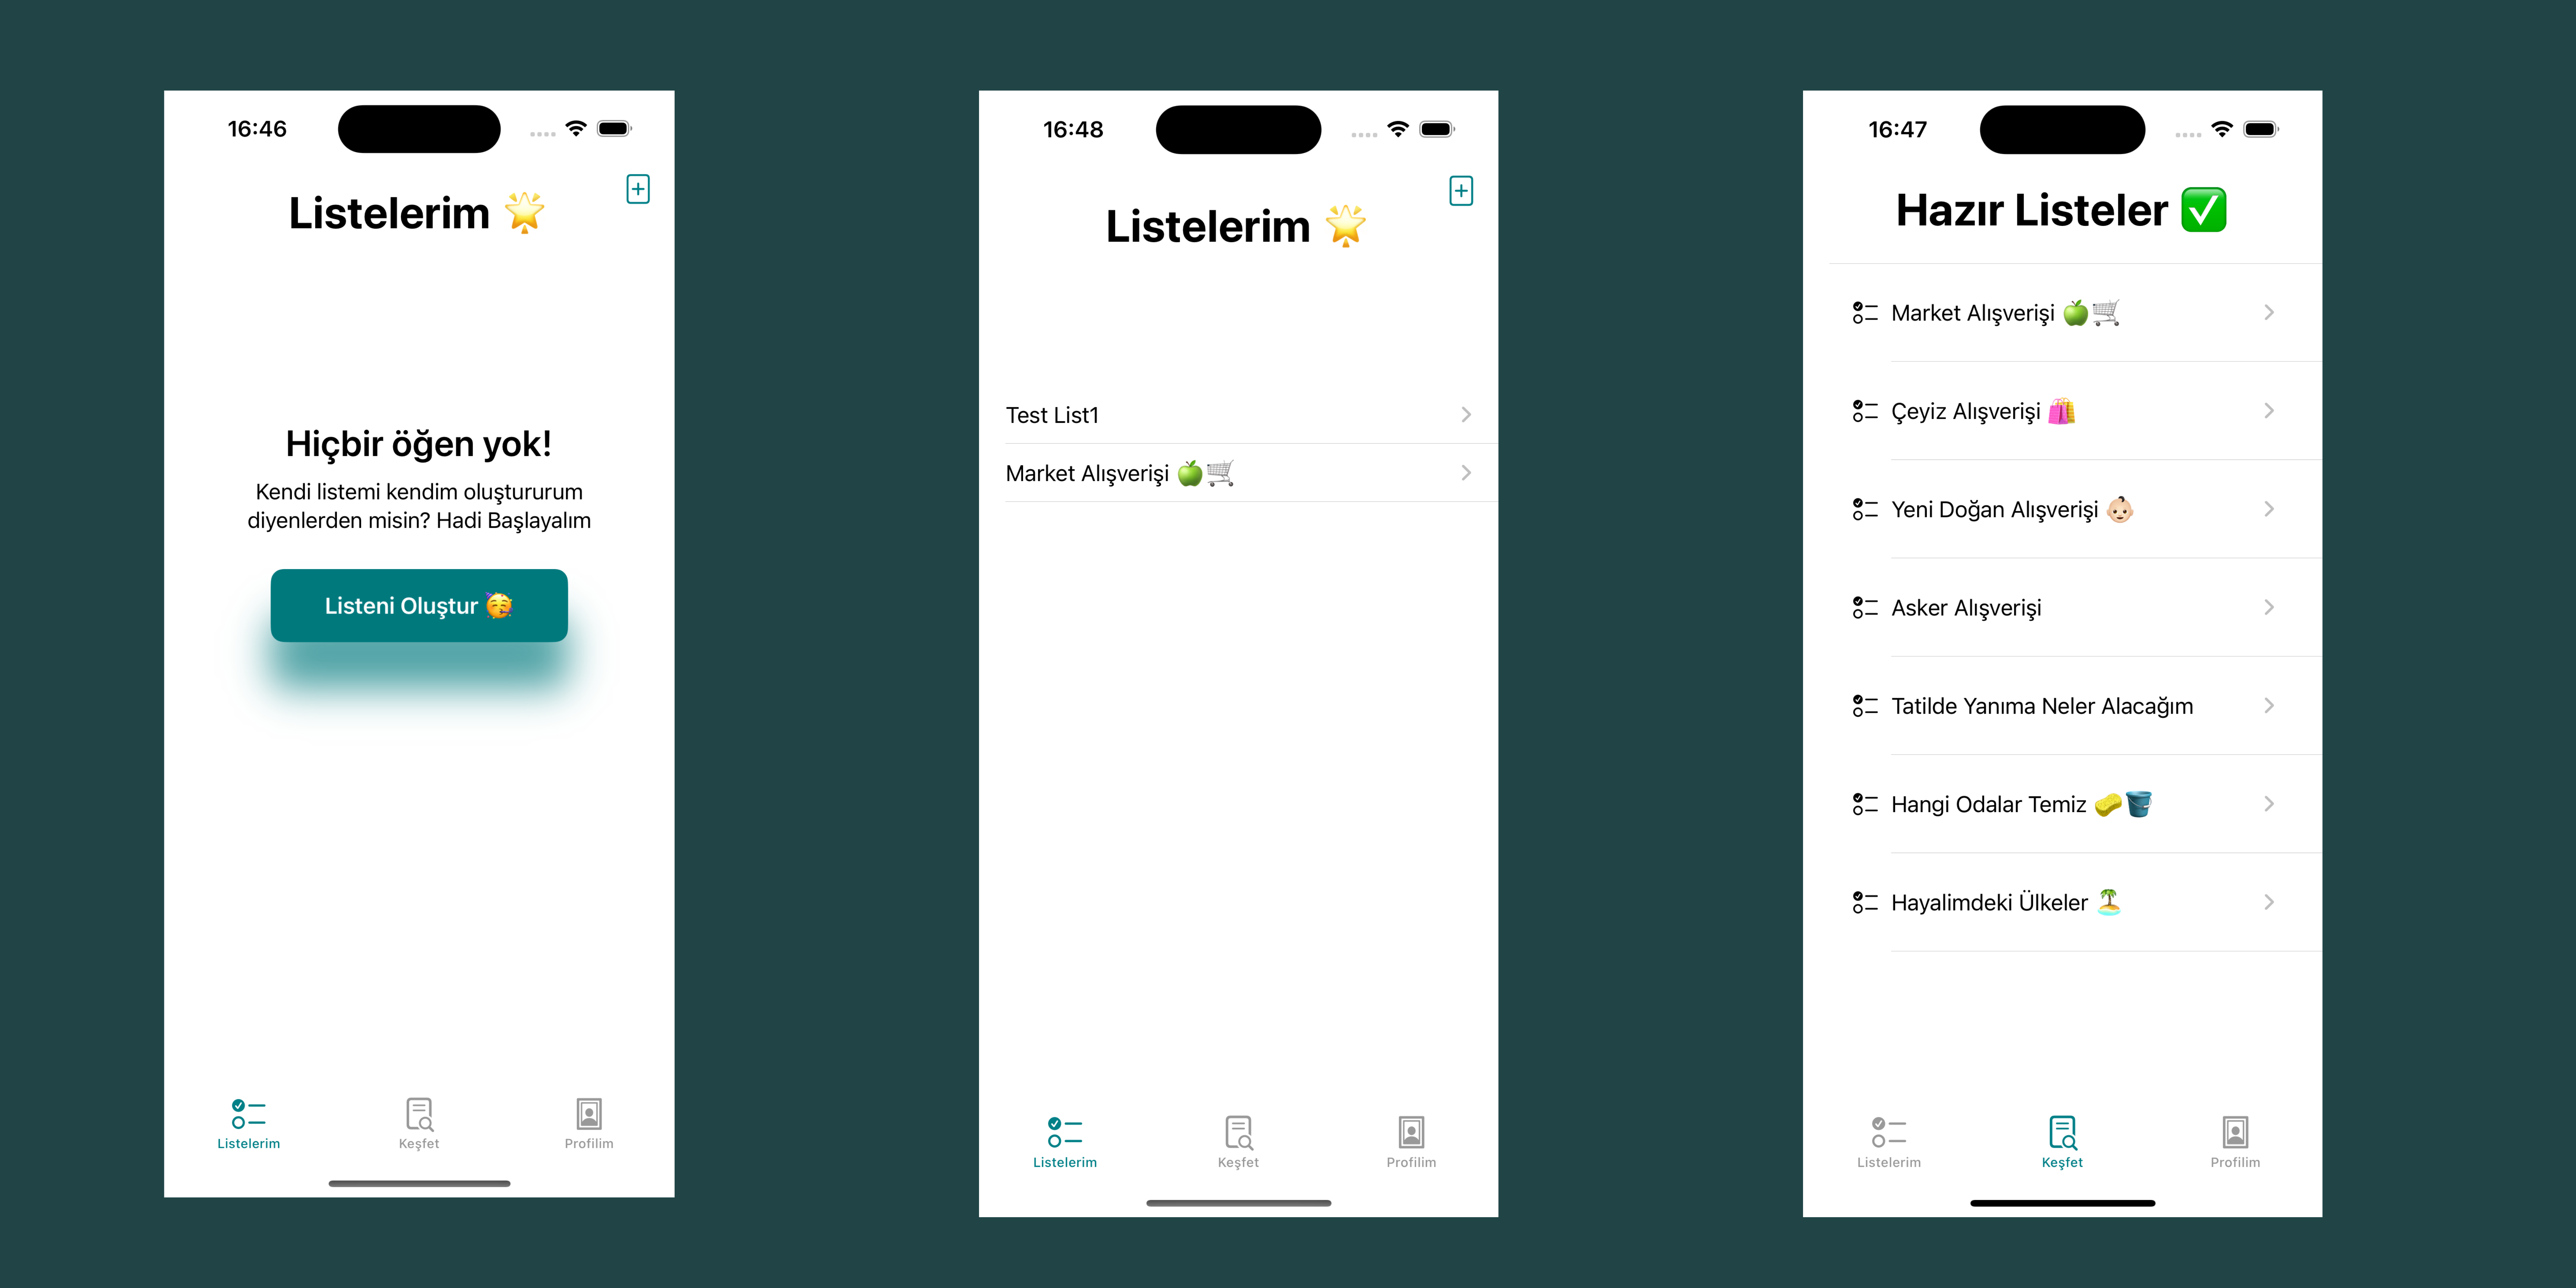 16:46
Listelerim 🌟
Hiçbir öğen yok!
Kendi listemi kendim oluştururum
diyenlerden misin? Hadi Başlayalım
Listeni Oluştur 🥳
Listelerim
Keşfet
Profilim
16:48
Listelerim 🌟
Test List1
Market Alışverişi 🍏🛒
Listelerim
Keşfet
Profilim
16:47
Hazır Listeler ✅
Market Alışverişi 🍏🛒
Çeyiz Alışverişi 🛍️
Yeni Doğan Alışverişi 👶🏻
Asker Alışverişi
Tatilde Yanıma Neler Alacağım
Hangi Odalar Temiz 🧽🪣
Hayalimdeki Ülkeler 🏝️
Listelerim
Keşfet
Profilim